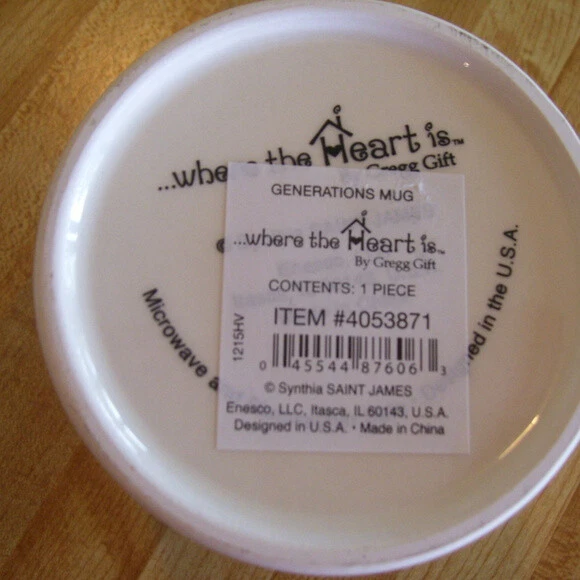 ...where the Heart is™
by Gregg Gift
GENERATIONS MUG
...where the Heart is™
By Gregg Gift
CONTENTS: 1 PIECE
ITEM #4053871
1215HV
0 45544 87606 3
© Synthia SAINT JAMES
Enesco, LLC, Itasca, IL 60143, U.S.A.
Designed in U.S.A. • Made in China
Microwave a
ed in the U.S.A.